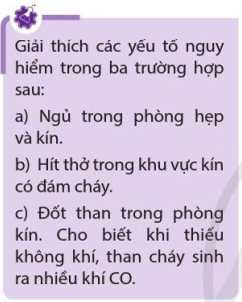 Giải thích các yếu tố nguy
hiểm trong ba trường hợp
sau:
a) Ngủ trong phòng hẹp
và kín.
b) Hít thở trong khu vực kín
có đám cháy.
c) Đốt than trong phòng
kín. Cho biết khi thiếu
không khí, than cháy sinh
ra nhiều khí CO.